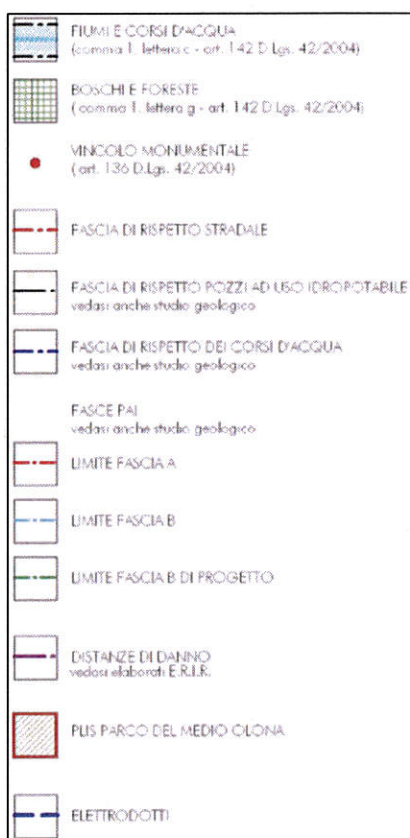 FIUMI E CORSI D'ACQUA
(comma 1. lettera c - art. 142 D.Lgs. 42/2004)
BOSCHI E FORESTE
(comma 1. lettera g - art. 142 D.Lgs. 42/2004)
VINCOLO MONUMENTALE
(art. 136 D.Lgs. 42/2004)
FASCIA DI RISPETTO STRADALE
FASCIA DI RISPETTO POZZI AD USO IDROPOTABILE
vedasi anche studio geologico
FASCIA DI RISPETTO DEI CORSI D'ACQUA
vedasi anche studio geologico
FASCE PAI
vedasi anche studio geologico
LIMITE FASCIA A
LIMITE FASCIA B
LIMITE FASCIA B DI PROGETTO
DISTANZE DI DANNO
vedasi elaborati E.R.I.R.
PLIS PARCO DEL MEDIO OLONA
ELETTRODOTTI